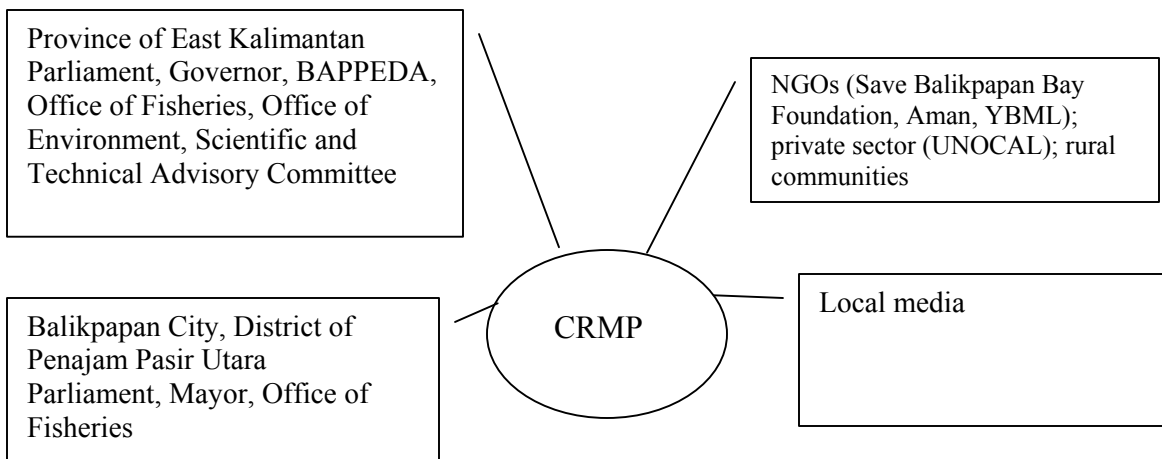 Province of East Kalimantan
Parliament, Governor, BAPPEDA,
Office of Fisheries, Office of
Environment, Scientific and
Technical Advisory Committee
NGOs (Save Balikpapan Bay
Foundation, Aman, YBML);
private sector (UNOCAL); rural
communities
Balikpapan City, District of
Penajam Pasir Utara
Parliament, Mayor, Office of
Fisheries
CRMP
Local media